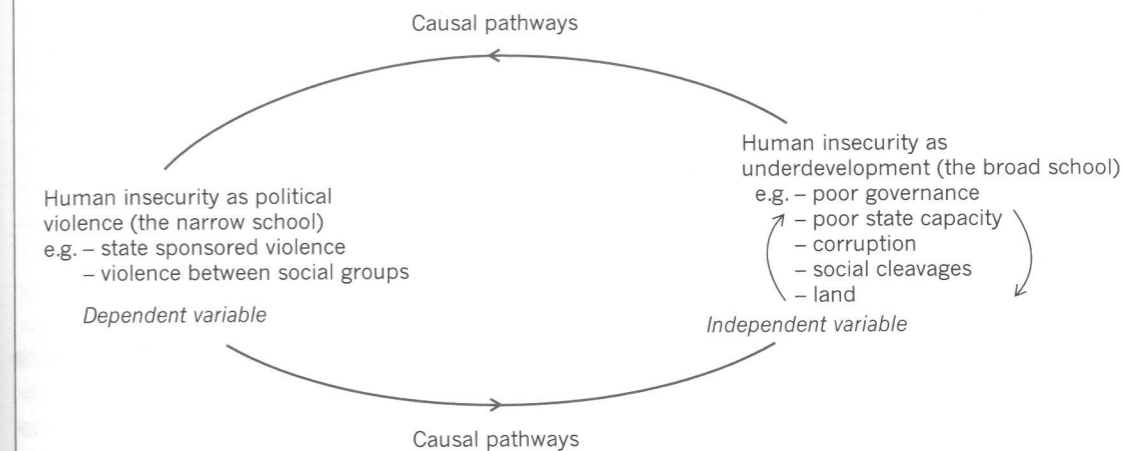 Causal pathways
Human insecurity as political
violence (the narrow school)
e.g. – state sponsored violence
– violence between social groups
Dependent variable
Human insecurity as
underdevelopment (the broad school)
e.g. – poor governance
– poor state capacity
– corruption
– social cleavages
– land
Independent variable
Causal pathways